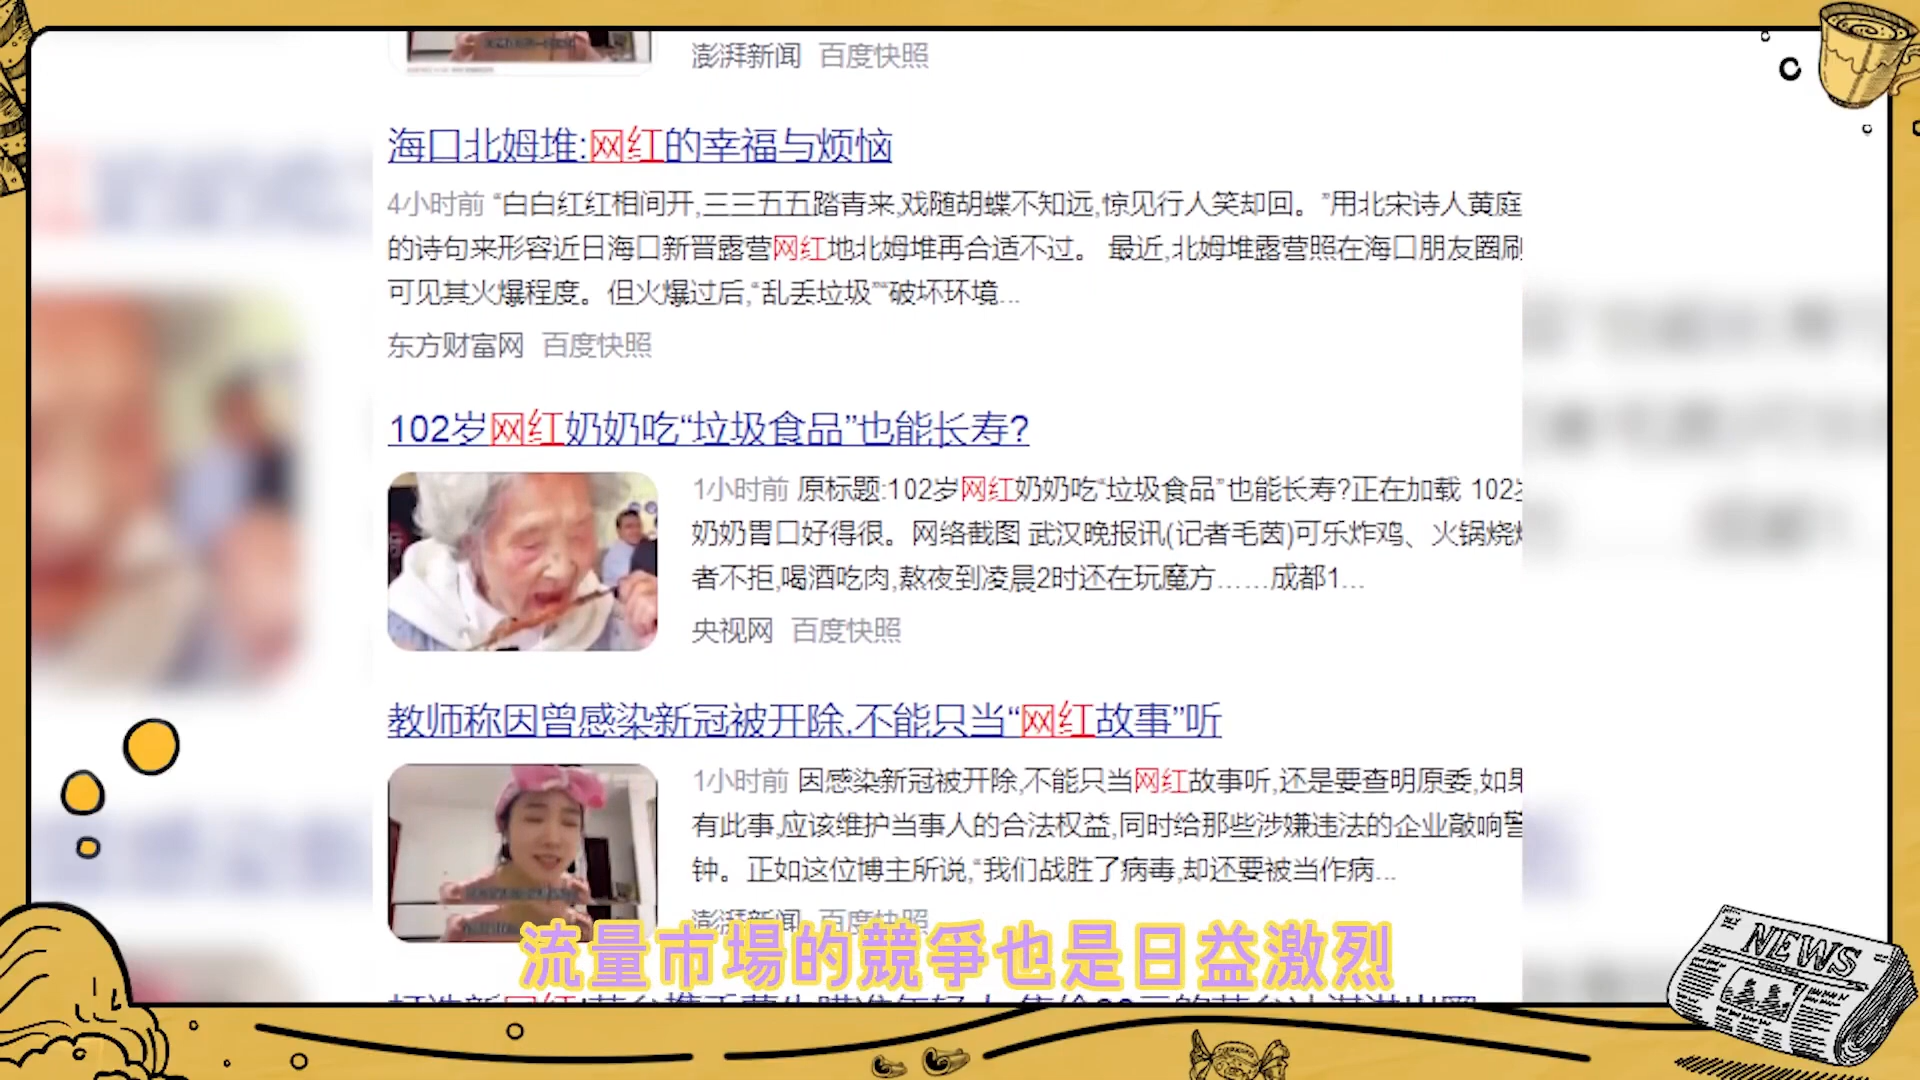 澎湃新闻 百度快照
海口北姆堆:网红的幸福与烦恼
4小时前 “白白红红相间开,三三五五踏青来,戏随胡蝶不知远,惊见行人笑却回。”用北宋诗人黄庭
的诗句来形容近日海口新晋露营网红地北姆堆再合适不过。 最近,北姆堆露营照在海口朋友圈刷
可见其火爆程度。但火爆过后,“乱丢垃圾”“破坏环境...
东方财富网 百度快照
102岁网红奶奶吃“垃圾食品”也能长寿?
1小时前 原标题:102岁网红奶奶吃“垃圾食品”也能长寿?正在加载 102
奶奶胃口好得很。网络截图 武汉晚报讯(记者毛茵)可乐炸鸡、火锅烧
者不拒,喝酒吃肉,熬夜到凌晨2时还在玩魔方……成都1...
央视网 百度快照
教师称因曾感染新冠被开除,不能只当“网红故事”听
1小时前 因感染新冠被开除,不能只当网红故事听,还是要查明原委,如果
有此事,应该维护当事人的合法权益,同时给那些涉嫌违法的企业敲响警
钟。正如这位博主所说,“我们战胜了病毒,却还要被当作病...
澎湃新闻 百度快照
流量市場的競爭也是日益激烈
NEWS